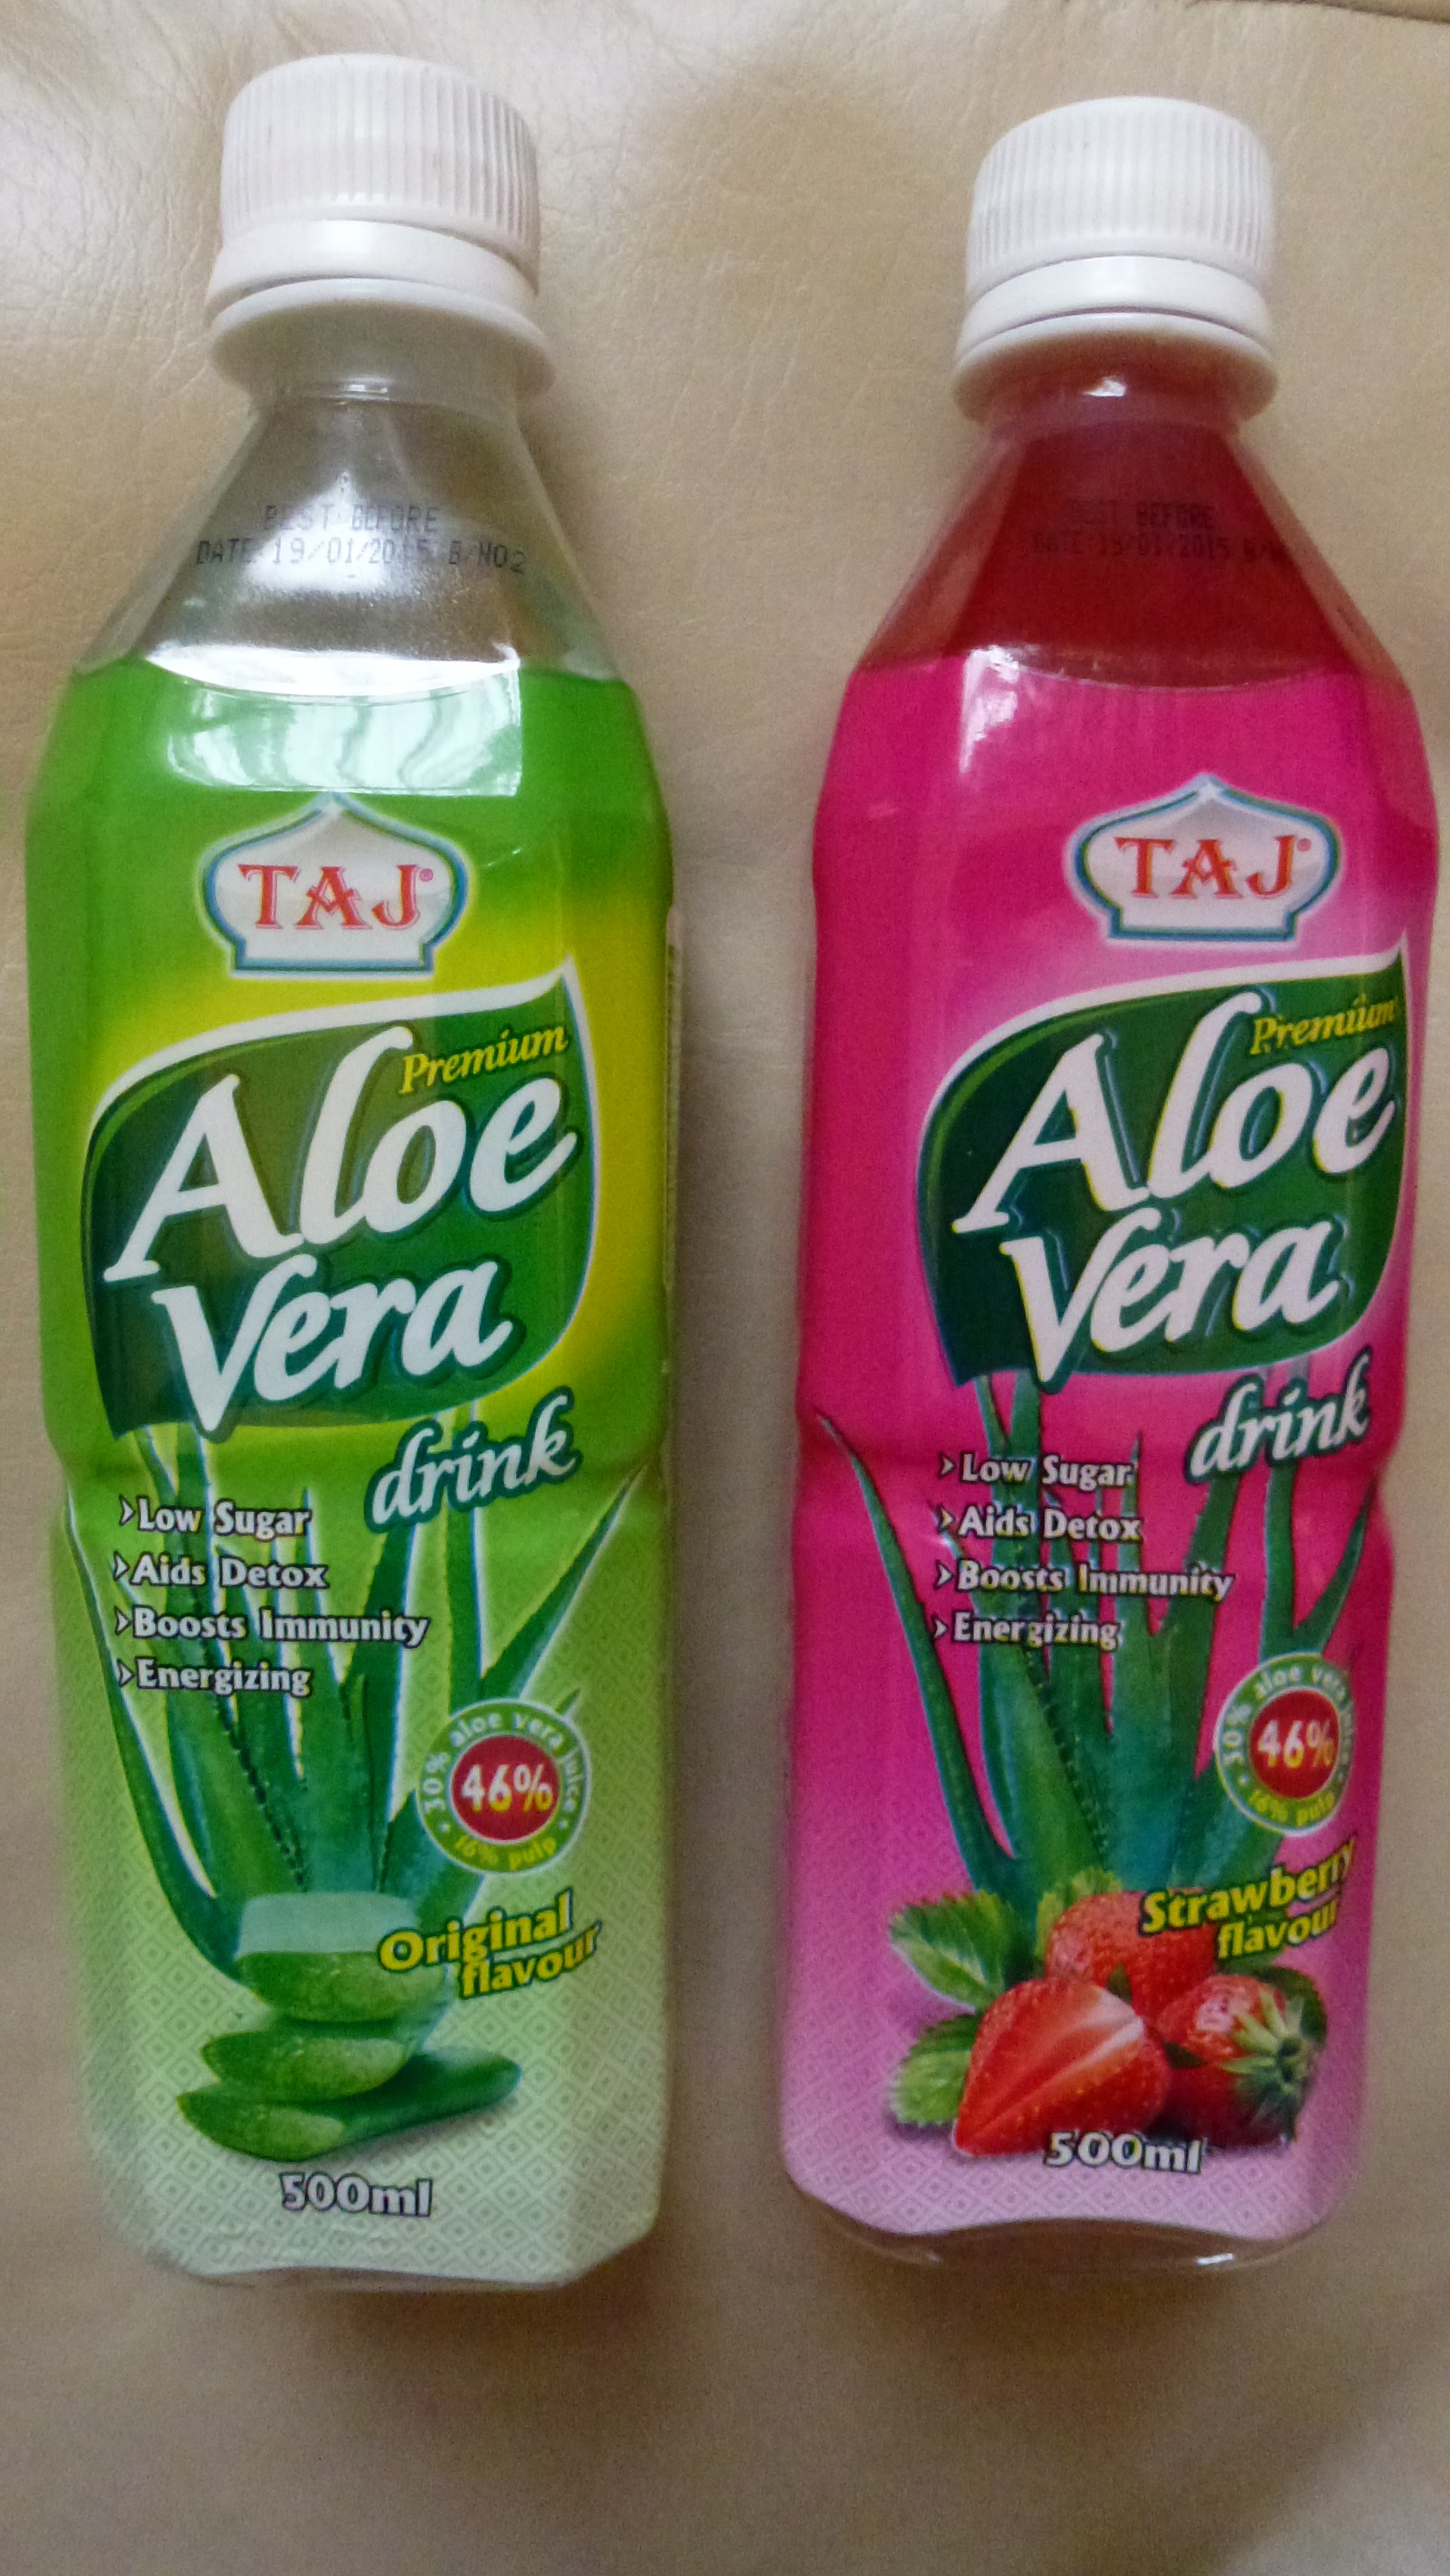 BEST BEFORE
DATE 19/01/2015 B/NO2
TAJ®
Premium
Aloe
Vera
drink
›Low Sugar
›Aids Detox
›Boosts Immunity
›Energizing
30% aloe vera juice
46%
16% pulp
Original
flavour
500ml
BEST BEFORE
DATE 19/01/2015
TAJ®
Premium
Aloe
Vera
drink
›Low Sugar
›Aids Detox
›Boosts Immunity
›Energizing
30% aloe vera juice
46%
16% pulp
Strawberry
flavour
500ml